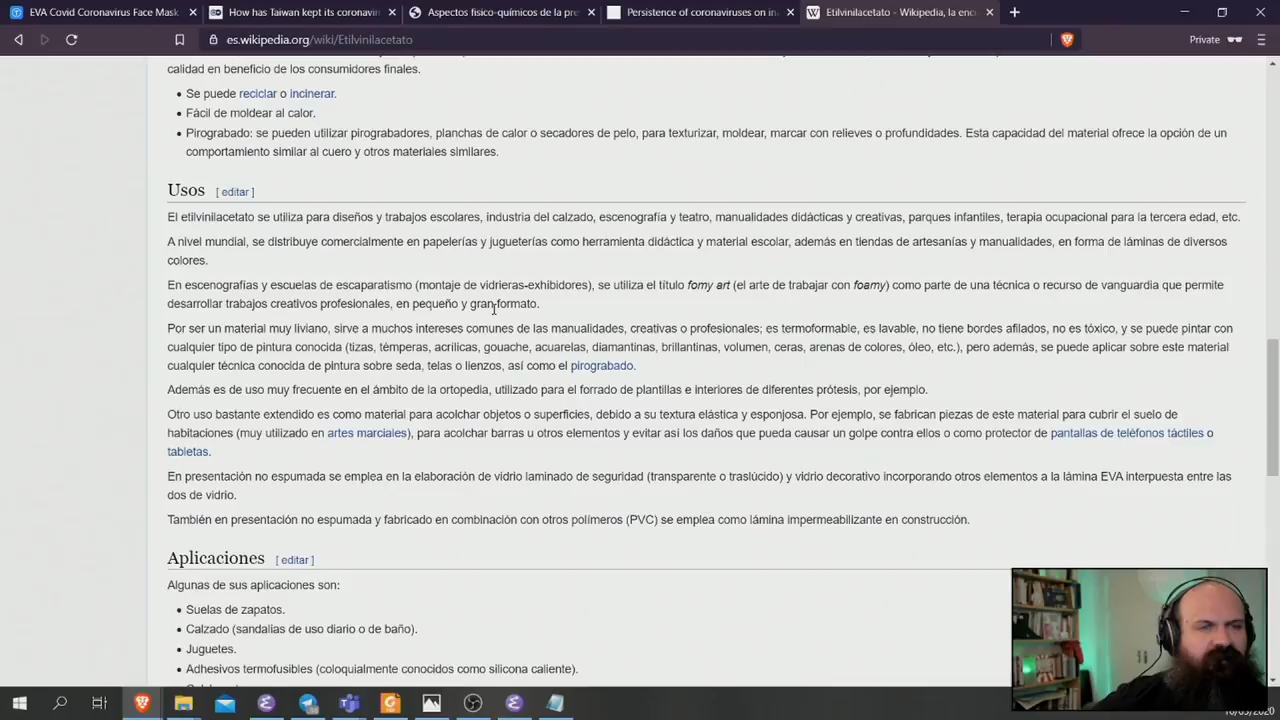 EVA Covid Coronavirus Face Mask
How has Taiwan kept its coronavir
Aspectos físico-químicos de la pre
Persistence of coronaviruses on in
Etilvinilacetato - Wikipedia, la enc
es.wikipedia.org/wiki/Etilvinilacetato
Private
calidad en beneficio de los consumidores finales.
• Se puede reciclar o incinerar.
• Fácil de moldear al calor.
• Pirograbado: se pueden utilizar pirograbadores, planchas de calor o secadores de pelo, para texturizar, moldear, marcar con relieves o profundidades. Esta capacidad del material ofrece la opción de un
comportamiento similar al cuero y otros materiales similares.
Usos [ editar ]
El etilvinilacetato se utiliza para diseños y trabajos escolares, industria del calzado, escenografía y teatro, manualidades didácticas y creativas, parques infantiles, terapia ocupacional para la tercera edad, etc.
A nivel mundial, se distribuye comercialmente en papelerías y jugueterías como herramienta didáctica y material escolar, además en tiendas de artesanías y manualidades, en forma de láminas de diversos
colores.
En escenografías y escuelas de escaparatismo (montaje de vidrieras-exhibidores), se utiliza el título fomy art (el arte de trabajar con foamy) como parte de una técnica o recurso de vanguardia que permite
desarrollar trabajos creativos profesionales, en pequeño y gran formato.
Por ser un material muy liviano, sirve a muchos intereses comunes de las manualidades, creativas o profesionales; es termoformable, es lavable, no tiene bordes afilados, no es tóxico, y se puede pintar con
cualquier tipo de pintura conocida (tizas, témperas, acrílicas, gouache, acuarelas, diamantinas, brillantinas, volumen, ceras, arenas de colores, óleo, etc.), pero además, se puede aplicar sobre este material
cualquier técnica conocida de pintura sobre seda, telas o lienzos, así como el pirograbado.
Además es de uso muy frecuente en el ámbito de la ortopedia, utilizado para el forrado de plantillas e interiores de diferentes prótesis, por ejemplo.
Otro uso bastante extendido es como material para acolchar objetos o superficies, debido a su textura elástica y esponjosa. Por ejemplo, se fabrican piezas de este material para cubrir el suelo de
habitaciones (muy utilizado en artes marciales), para acolchar barras u otros elementos y evitar así los daños que pueda causar un golpe contra ellos o como protector de pantallas de teléfonos táctiles o
tabletas.
En presentación no espumada se emplea en la elaboración de vidrio laminado de seguridad (transparente o traslúcido) y vidrio decorativo incorporando otros elementos a la lámina EVA interpuesta entre las
dos de vidrio.
También en presentación no espumada y fabricado en combinación con otros polímeros (PVC) se emplea como lámina impermeabilizante en construcción.
Aplicaciones [ editar ]
Algunas de sus aplicaciones son:
• Suelas de zapatos.
• Calzado (sandalias de uso diario o de baño).
• Juguetes.
• Adhesivos termofusibles (coloquialmente conocidos como silicona caliente).